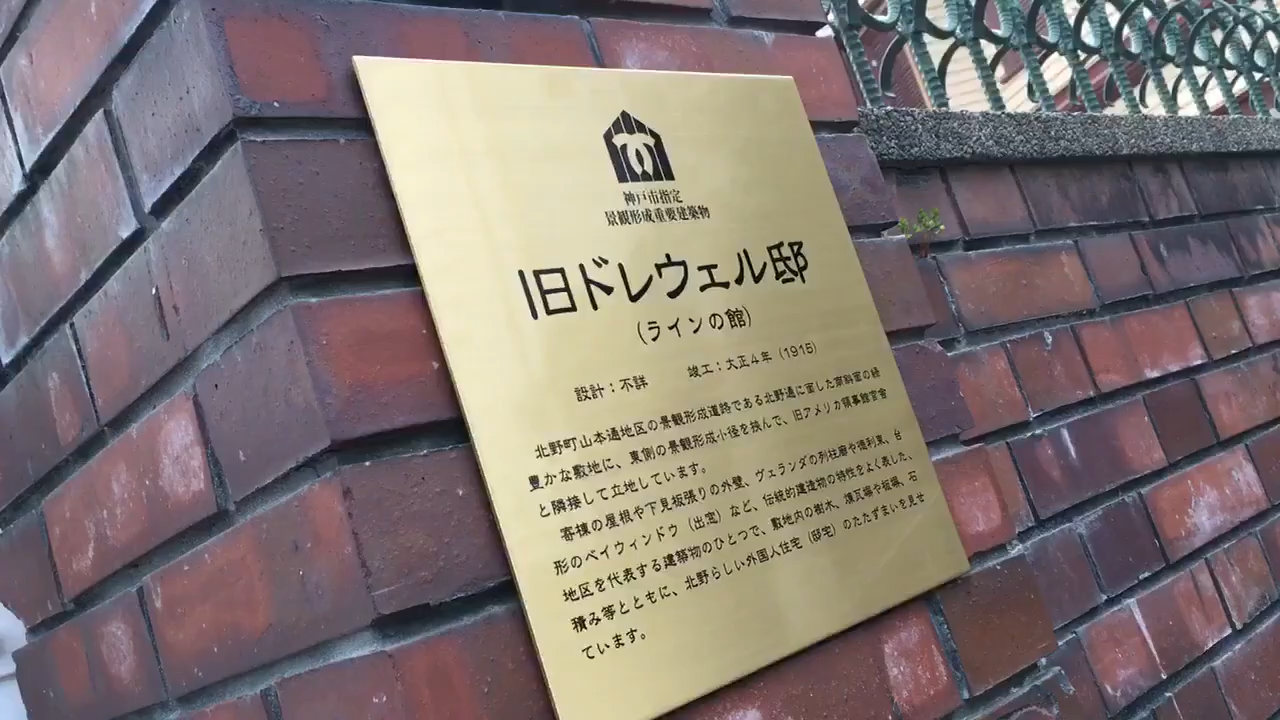 神戸市指定
景観形成重要建築物
旧ドレウェル邸
(ラインの館)
設計：不詳 竣工：大正4年 (1915)
北野町山本通地区の景観形成道路である北野通に面した南斜面の緑
豊かな敷地に、東側の景観形成小径を挟んで、旧アメリカ領事館官舎
と隣接して立地しています。
寄棟の屋根や下見板張りの外壁、ヴェランダの列柱廊や徳利束、台
形のベイウィンドウ (出窓) など、伝統的建造物の特性をよく表した、
地区を代表する建築物のひとつで、敷地内の樹木、煉瓦塀や板塀、石
積み等とともに、北野らしい外国人住宅 (邸宅) のたたずまいを見せ
ています。